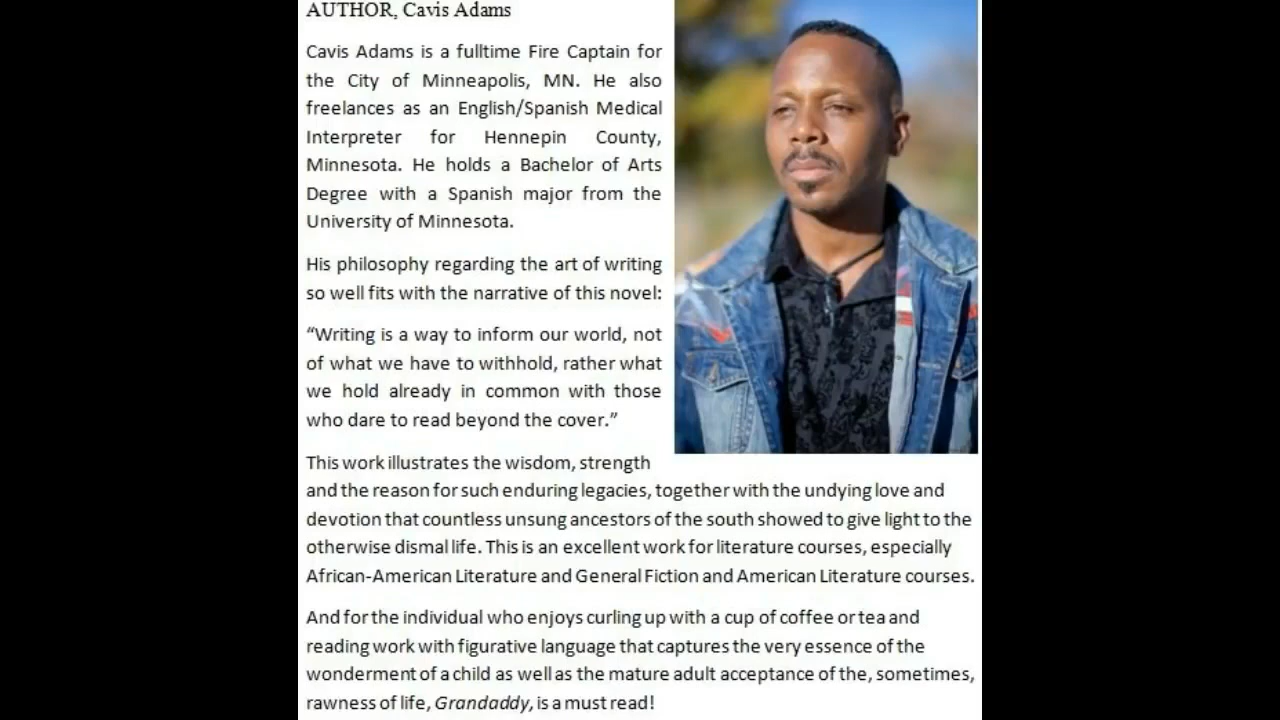 AUTHOR, Cavis Adams
Cavis Adams is a fulltime Fire Captain for
the City of Minneapolis, MN. He also
freelances as an English/Spanish Medical
Interpreter for Hennepin County,
Minnesota. He holds a Bachelor of Arts
Degree with a Spanish major from the
University of Minnesota.
His philosophy regarding the art of writing
so well fits with the narrative of this novel:
“Writing is a way to inform our world, not
of what we have to withhold, rather what
we hold already in common with those
who dare to read beyond the cover.”
This work illustrates the wisdom, strength
and the reason for such enduring legacies, together with the undying love and
devotion that countless unsung ancestors of the south showed to give light to the
otherwise dismal life. This is an excellent work for literature courses, especially
African-American Literature and General Fiction and American Literature courses.
And for the individual who enjoys curling up with a cup of coffee or tea and
reading work with figurative language that captures the very essence of the
wonderment of a child as well as the mature adult acceptance of the, sometimes,
rawness of life, Grandaddy, is a must read!